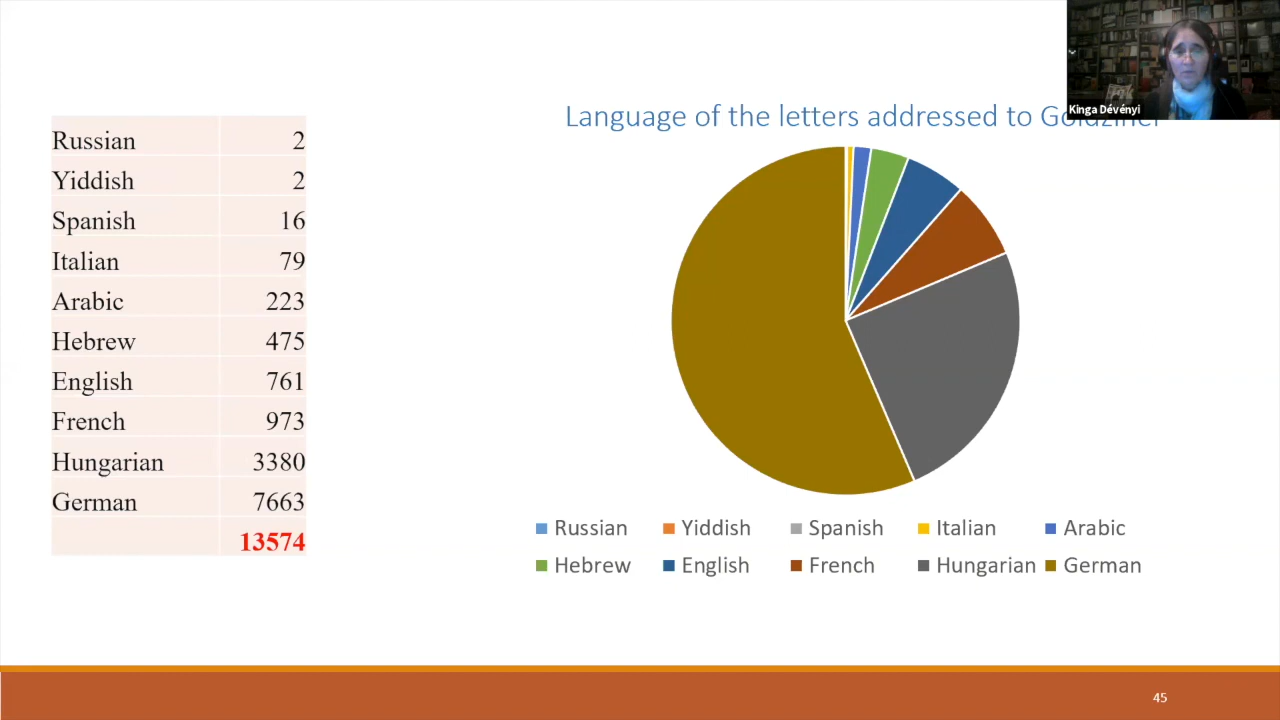 Kinga Dévényi
Language of the letters addressed to Goldziher
Russian 2
Yiddish 2
Spanish 16
Italian 79
Arabic 223
Hebrew 475
English 761
French 973
Hungarian 3380
German 7663
13574
Russian Yiddish Spanish Italian Arabic
Hebrew English French Hungarian German
45